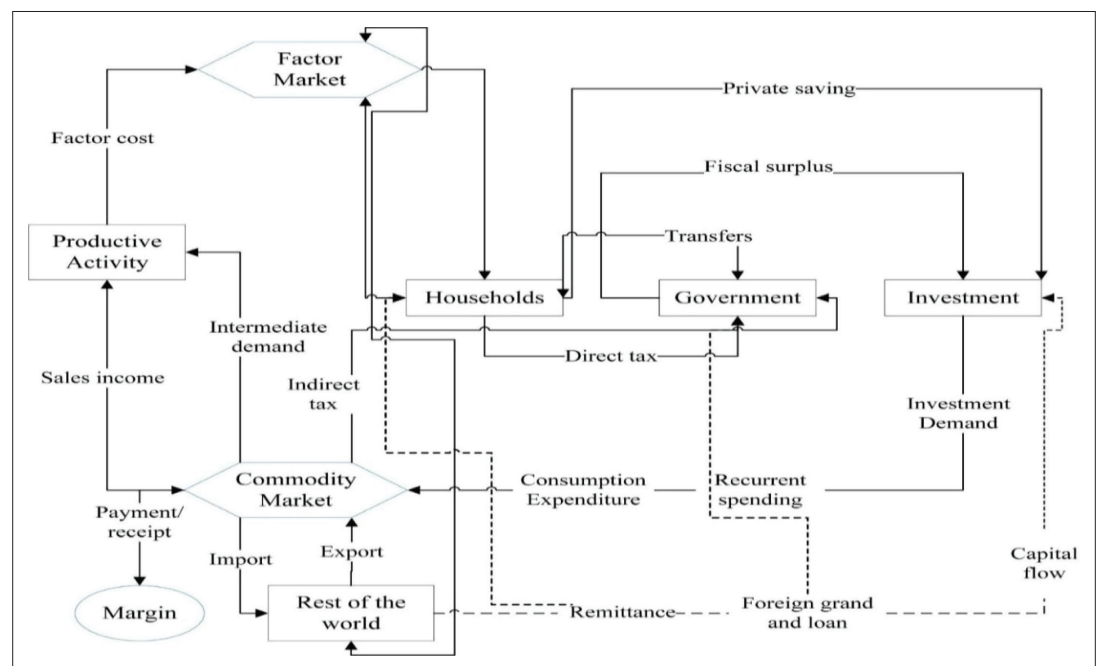 Factor
Market
Private saving
Factor cost
Fiscal surplus
Productive
Activity
Transfers
Households
Government
Investment
Intermediate
demand
Direct tax
Sales income
Indirect
tax
Investment
Demand
Commodity
Market
Consumption
Expenditure
Recurrent
spending
Payment/
receipt
Import
Export
Capital
flow
Margin
Rest of the
world
Remittance
Foreign grand
and loan